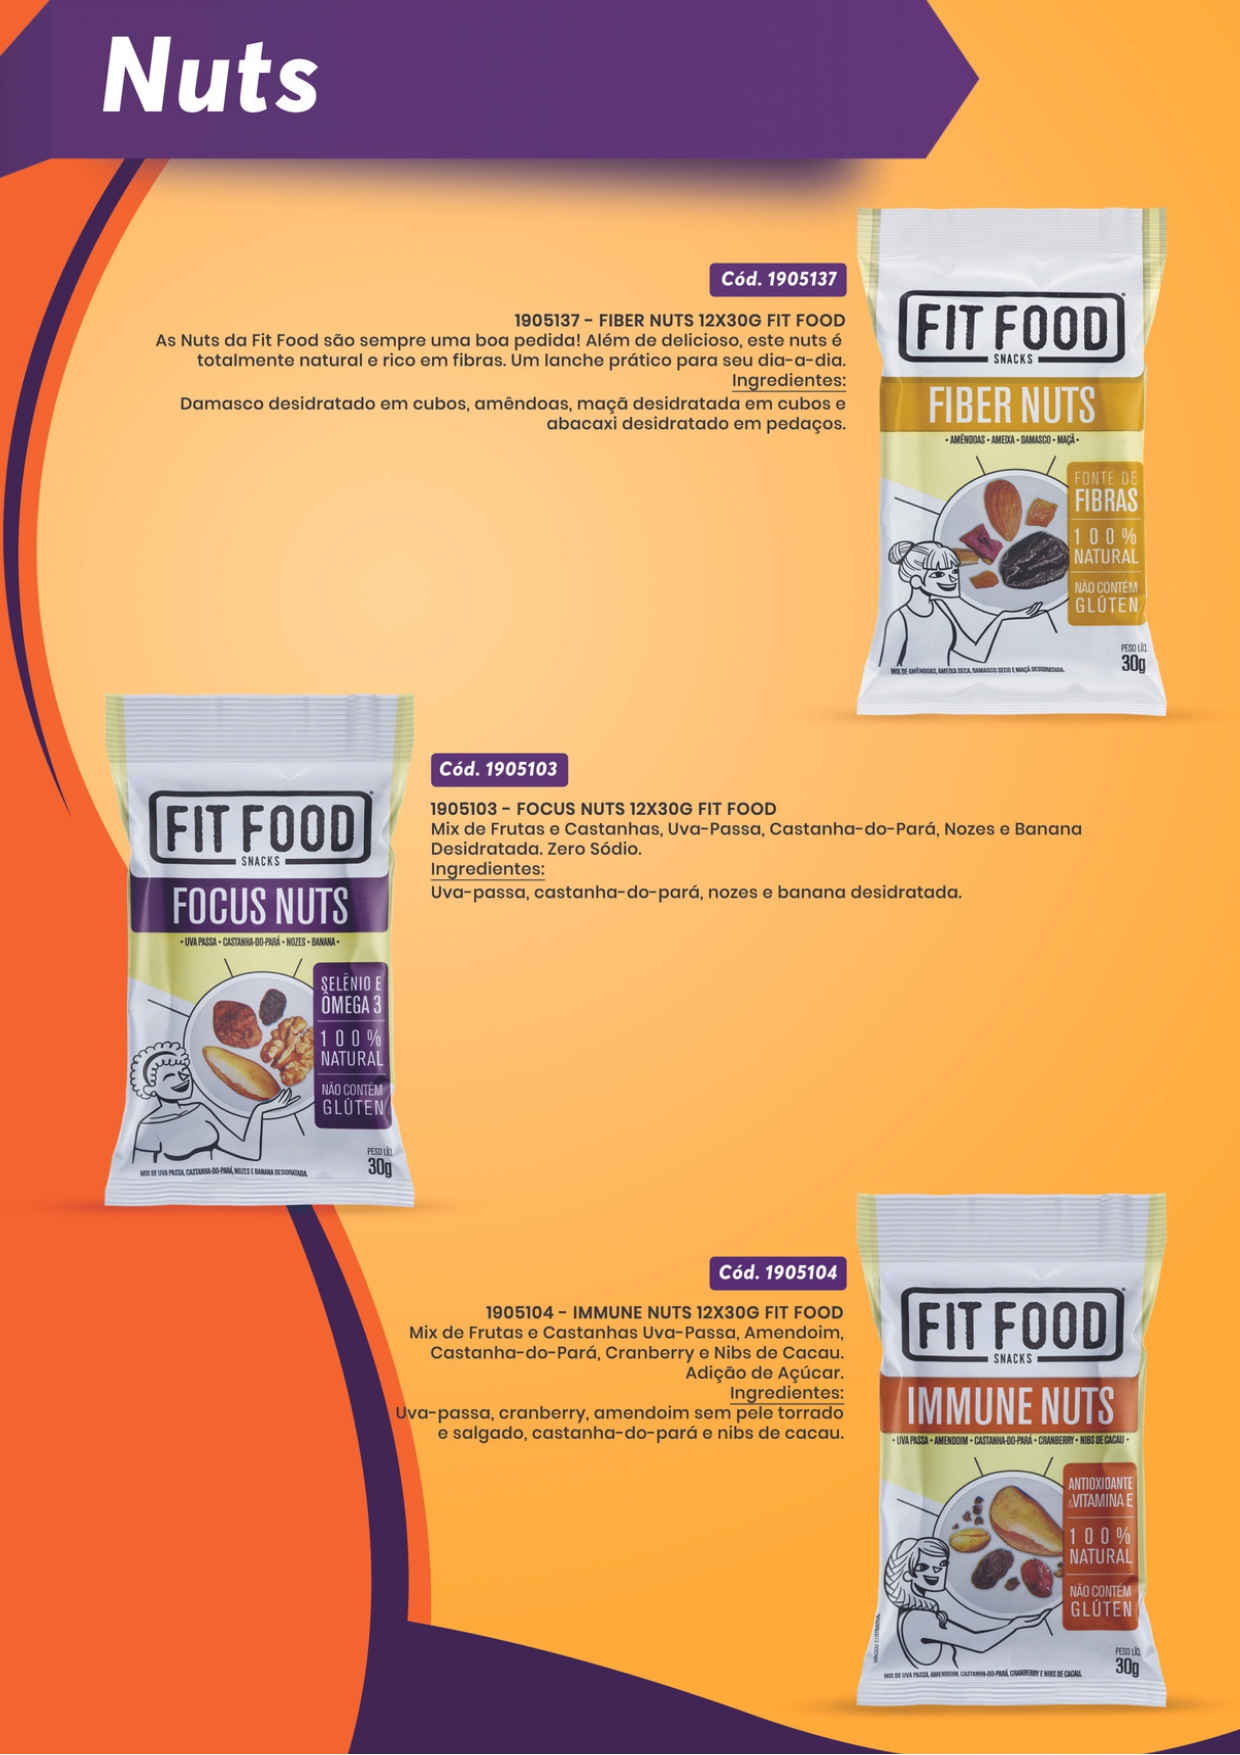 Nuts
Cód. 1905137
1905137 - FIBER NUTS 12X30G FIT FOOD
As Nuts da Fit Food são sempre uma boa pedida! Além de delicioso, este nuts é
totalmente natural e rico em fibras. Um lanche prático para seu dia-a-dia.
Ingredientes:
Damasco desidratado em cubos, amêndoas, maçã desidratada em cubos e
abacaxi desidratado em pedaços.
FIT FOOD
SNACKS
FIBER NUTS
• AMÊNDOAS • AMEIXA • DAMASCO • MAÇÃ •
FONTE DE
FIBRAS
100%
NATURAL
NÃO CONTÉM
GLÚTEN
PESO LÍQ.
30g
MIX DE AMÊNDOAS, AMEIXA SECA, DAMASCO SECO E MAÇÃ DESIDRATADA.
Cód. 1905103
1905103 - FOCUS NUTS 12X30G FIT FOOD
Mix de Frutas e Castanhas, Uva-Passa, Castanha-do-Pará, Nozes e Banana
Desidratada. Zero Sódio.
Ingredientes:
Uva-passa, castanha-do-pará, nozes e banana desidratada.
FIT FOOD
SNACKS
FOCUS NUTS
• UVA PASSA • CASTANHA-DO-PARÁ • NOZES • BANANA •
SELÊNIO E
ÔMEGA 3
100%
NATURAL
NÃO CONTÉM
GLÚTEN
PESO LÍQ.
30g
MIX DE UVA PASSA, CASTANHA-DO-PARÁ, NOZES E BANANA DESIDRATADA.
Cód. 1905104
1905104 - IMMUNE NUTS 12X30G FIT FOOD
Mix de Frutas e Castanhas Uva-Passa, Amendoim,
Castanha-do-Pará, Cranberry e Nibs de Cacau.
Adição de Açúcar.
Ingredientes:
Uva-passa, cranberry, amendoim sem pele torrado
e salgado, castanha-do-pará e nibs de cacau.
FIT FOOD
SNACKS
IMMUNE NUTS
• UVA PASSA • AMENDOIM • CASTANHA-DO-PARÁ • CRANBERRY • NIBS DE CACAU •
ANTIOXIDANTE
&VITAMINA E
100%
NATURAL
NÃO CONTÉM
GLÚTEN
PESO LÍQ.
30g
MIX DE UVA PASSA, AMENDOIM, CASTANHA-DO-PARÁ, CRANBERRY E NIBS DE CACAU.